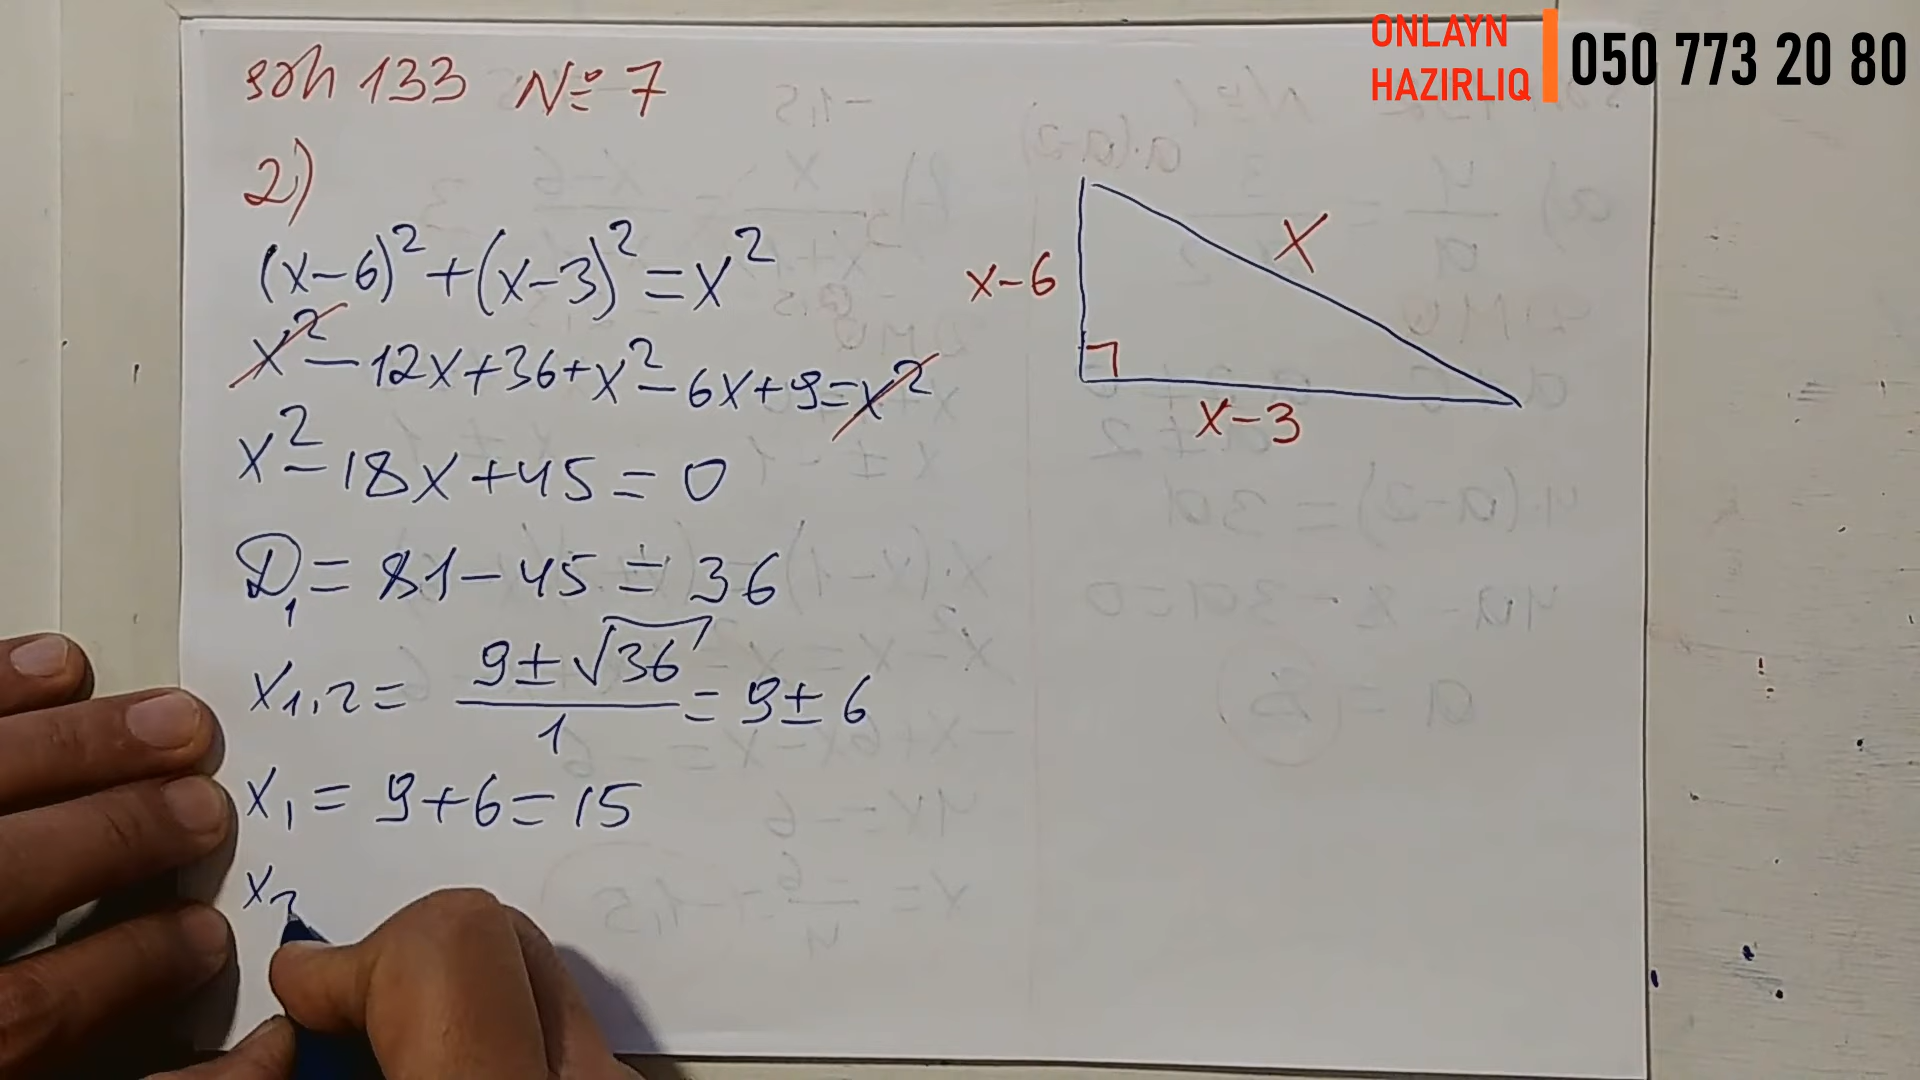 ONLAYN
HAZIRLIQ
050 773 20 80
səh 133 № 7
2)
(x-6)²+(x-3)²=x²
x²-12x+36+x²-6x+9=x²
x²-18x+45=0
D₁=81-45=36
x₁,₂= 9±√36/1 =9±6
x₁=9+6=15
x₂
x
x-6
x-3